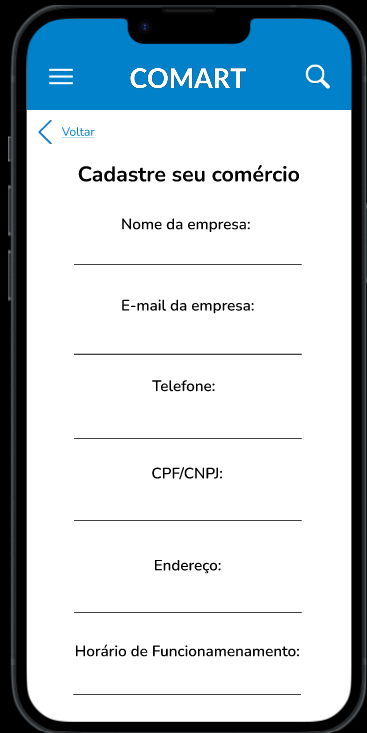 COMART
Voltar
Cadastre seu comércio
Nome da empresa:
E-mail da empresa:
Telefone:
CPF/CNPJ:
Endereço:
Horário de Funcionamenamento: